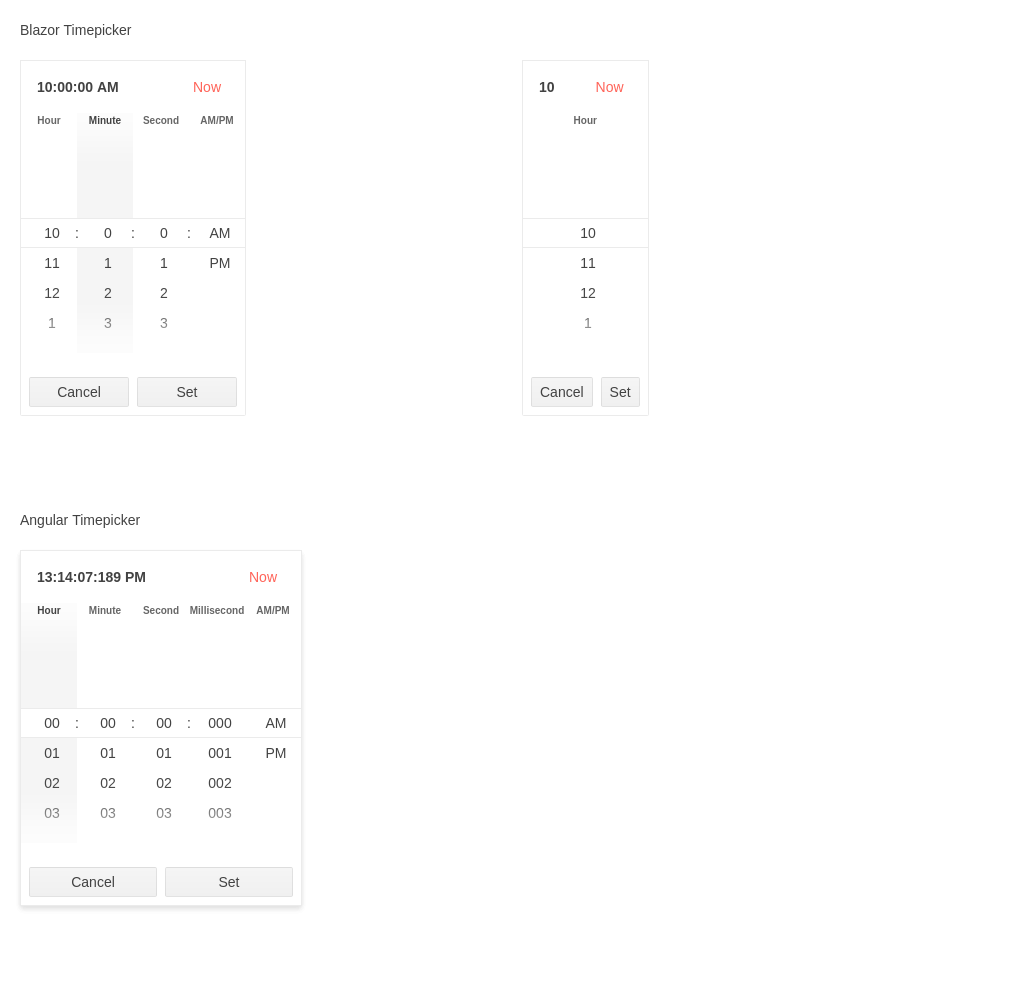 Blazor Timepicker
10:00:00 AM Now
Hour Minute Second AM/PM
10 : 0 : 0 : AM
11 1 1 PM
12 2 2
1 3 3
Cancel Set
10 Now
Hour
10
11
12
1
Cancel Set
Angular Timepicker
13:14:07:189 PM Now
Hour Minute Second Millisecond AM/PM
00 : 00 : 00 : 000 AM
01 01 01 001 PM
02 02 02 002
03 03 03 003
Cancel Set